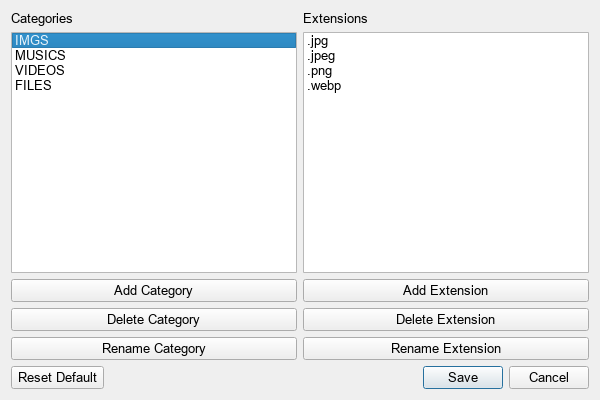 Categories
Extensions
IMGS
MUSICS
VIDEOS
FILES
.jpg
.jpeg
.png
.webp
Add Category
Add Extension
Delete Category
Delete Extension
Rename Category
Rename Extension
Reset Default
Save
Cancel